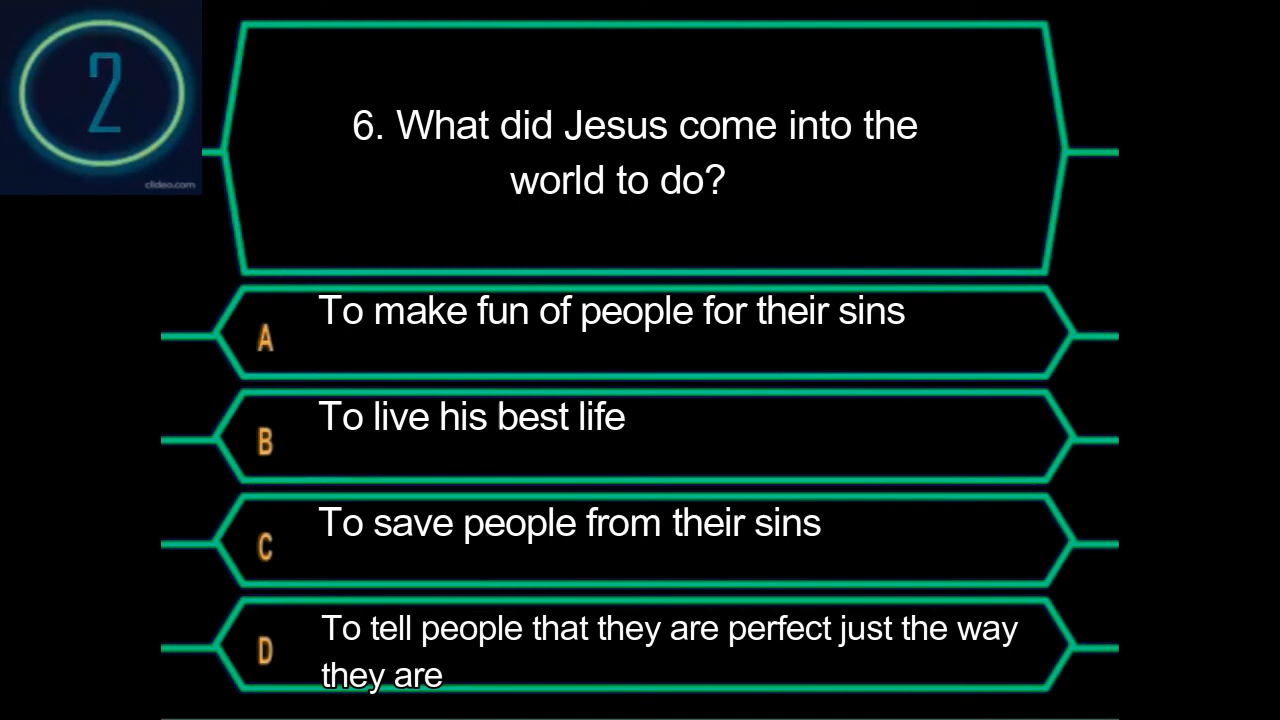 2
clideo.com
6. What did Jesus come into the
world to do?
A
To make fun of people for their sins
B
To live his best life
C
To save people from their sins
D
To tell people that they are perfect just the way
they are